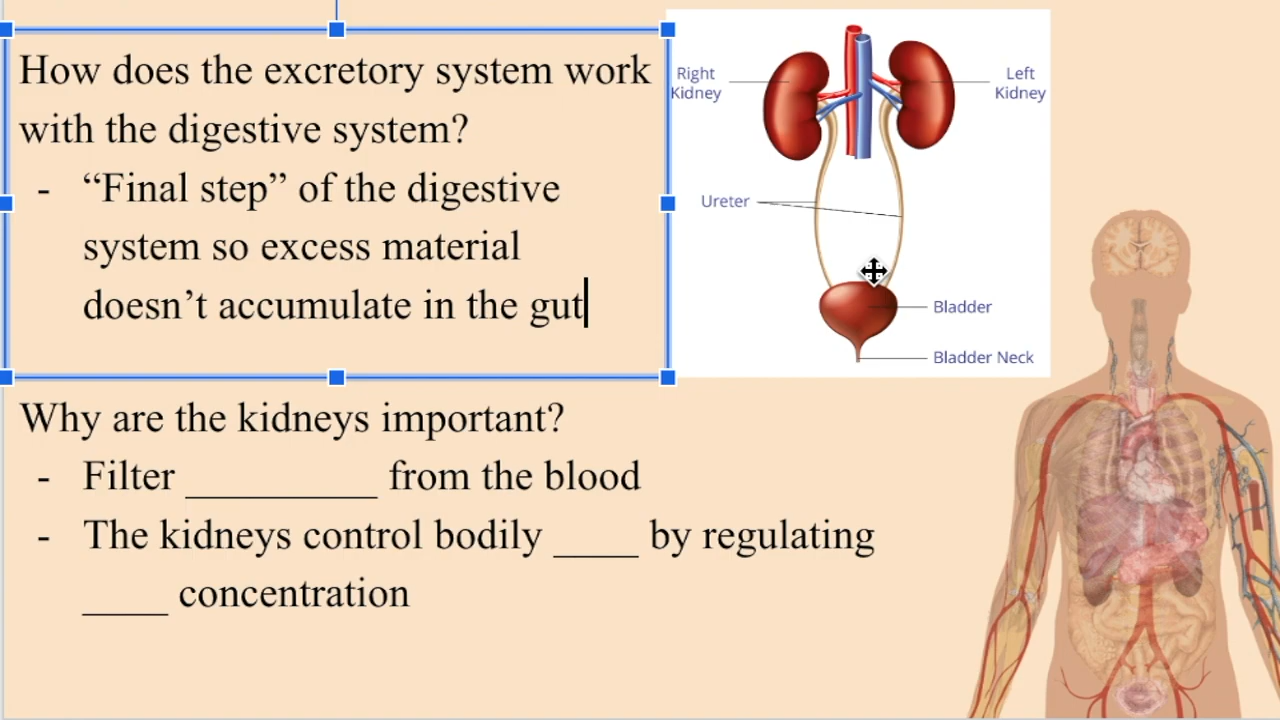 How does the excretory system work
with the digestive system?
- “Final step” of the digestive
system so excess material
doesn’t accumulate in the gut
Right
Kidney
Left
Kidney
Ureter
Bladder
Bladder Neck
Why are the kidneys important?
- Filter _________ from the blood
- The kidneys control bodily ____ by regulating
____ concentration